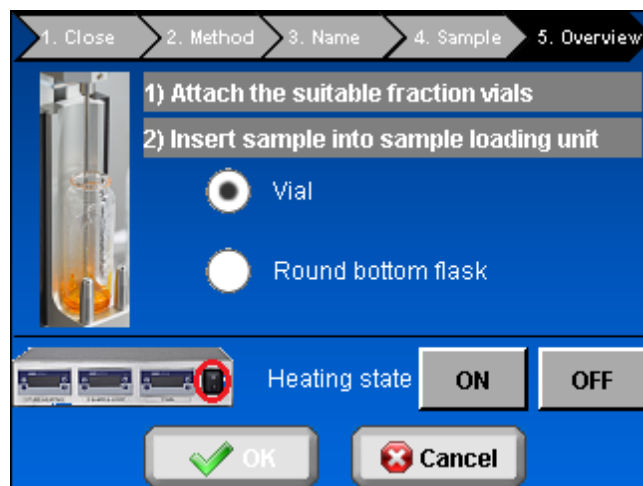 1. Close 2. Method 3. Name 4. Sample 5. Overview
1) Attach the suitable fraction vials
2) Insert sample into sample loading unit
Vial
Round bottom flask
Heating state ON OFF
OK Cancel